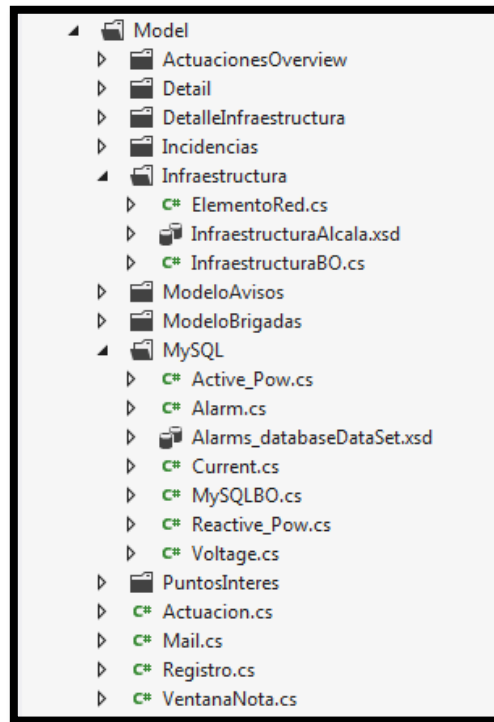 Model
ActuacionesOverview
Detail
DetalleInfraestructura
Incidencias
Infraestructura
C# ElementoRed.cs
InfraestructuraAlcala.xsd
C# InfraestructuraBO.cs
ModeloAvisos
ModeloBrigadas
MySQL
C# Active_Pow.cs
C# Alarm.cs
Alarms_databaseDataSet.xsd
C# Current.cs
C# MySQLBO.cs
C# Reactive_Pow.cs
C# Voltage.cs
PuntosInteres
C# Actuacion.cs
C# Mail.cs
C# Registro.cs
C# VentanaNota.cs